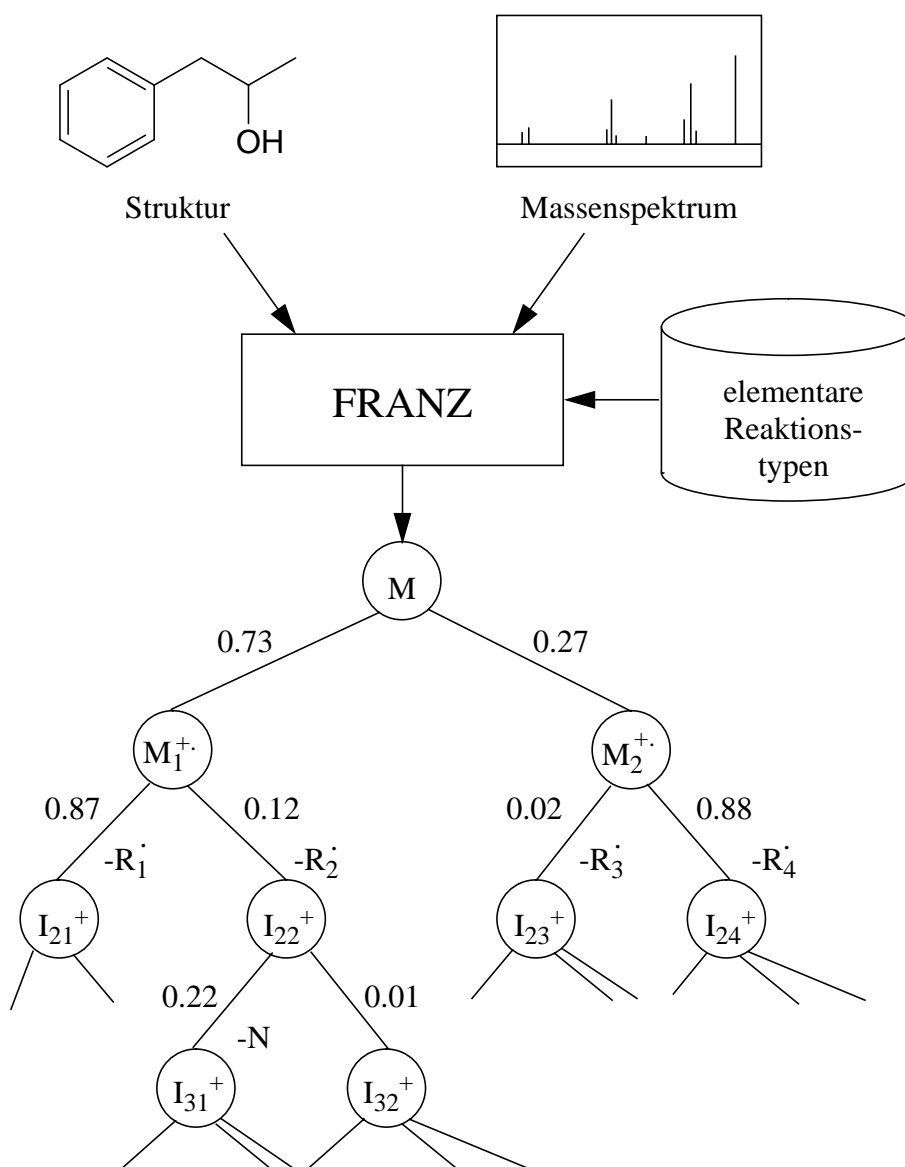 OH
Struktur
Massenspektrum
FRANZ
elementare
Reaktions-
typen
M
0.73
0.27
M₁⁺·
M₂⁺·
0.87
0.12
0.02
0.88
-R₁˙
-R₂˙
-R₃˙
-R₄˙
I₂₁⁺
I₂₂⁺
I₂₃⁺
I₂₄⁺
0.22
0.01
-N
I₃₁⁺
I₃₂⁺